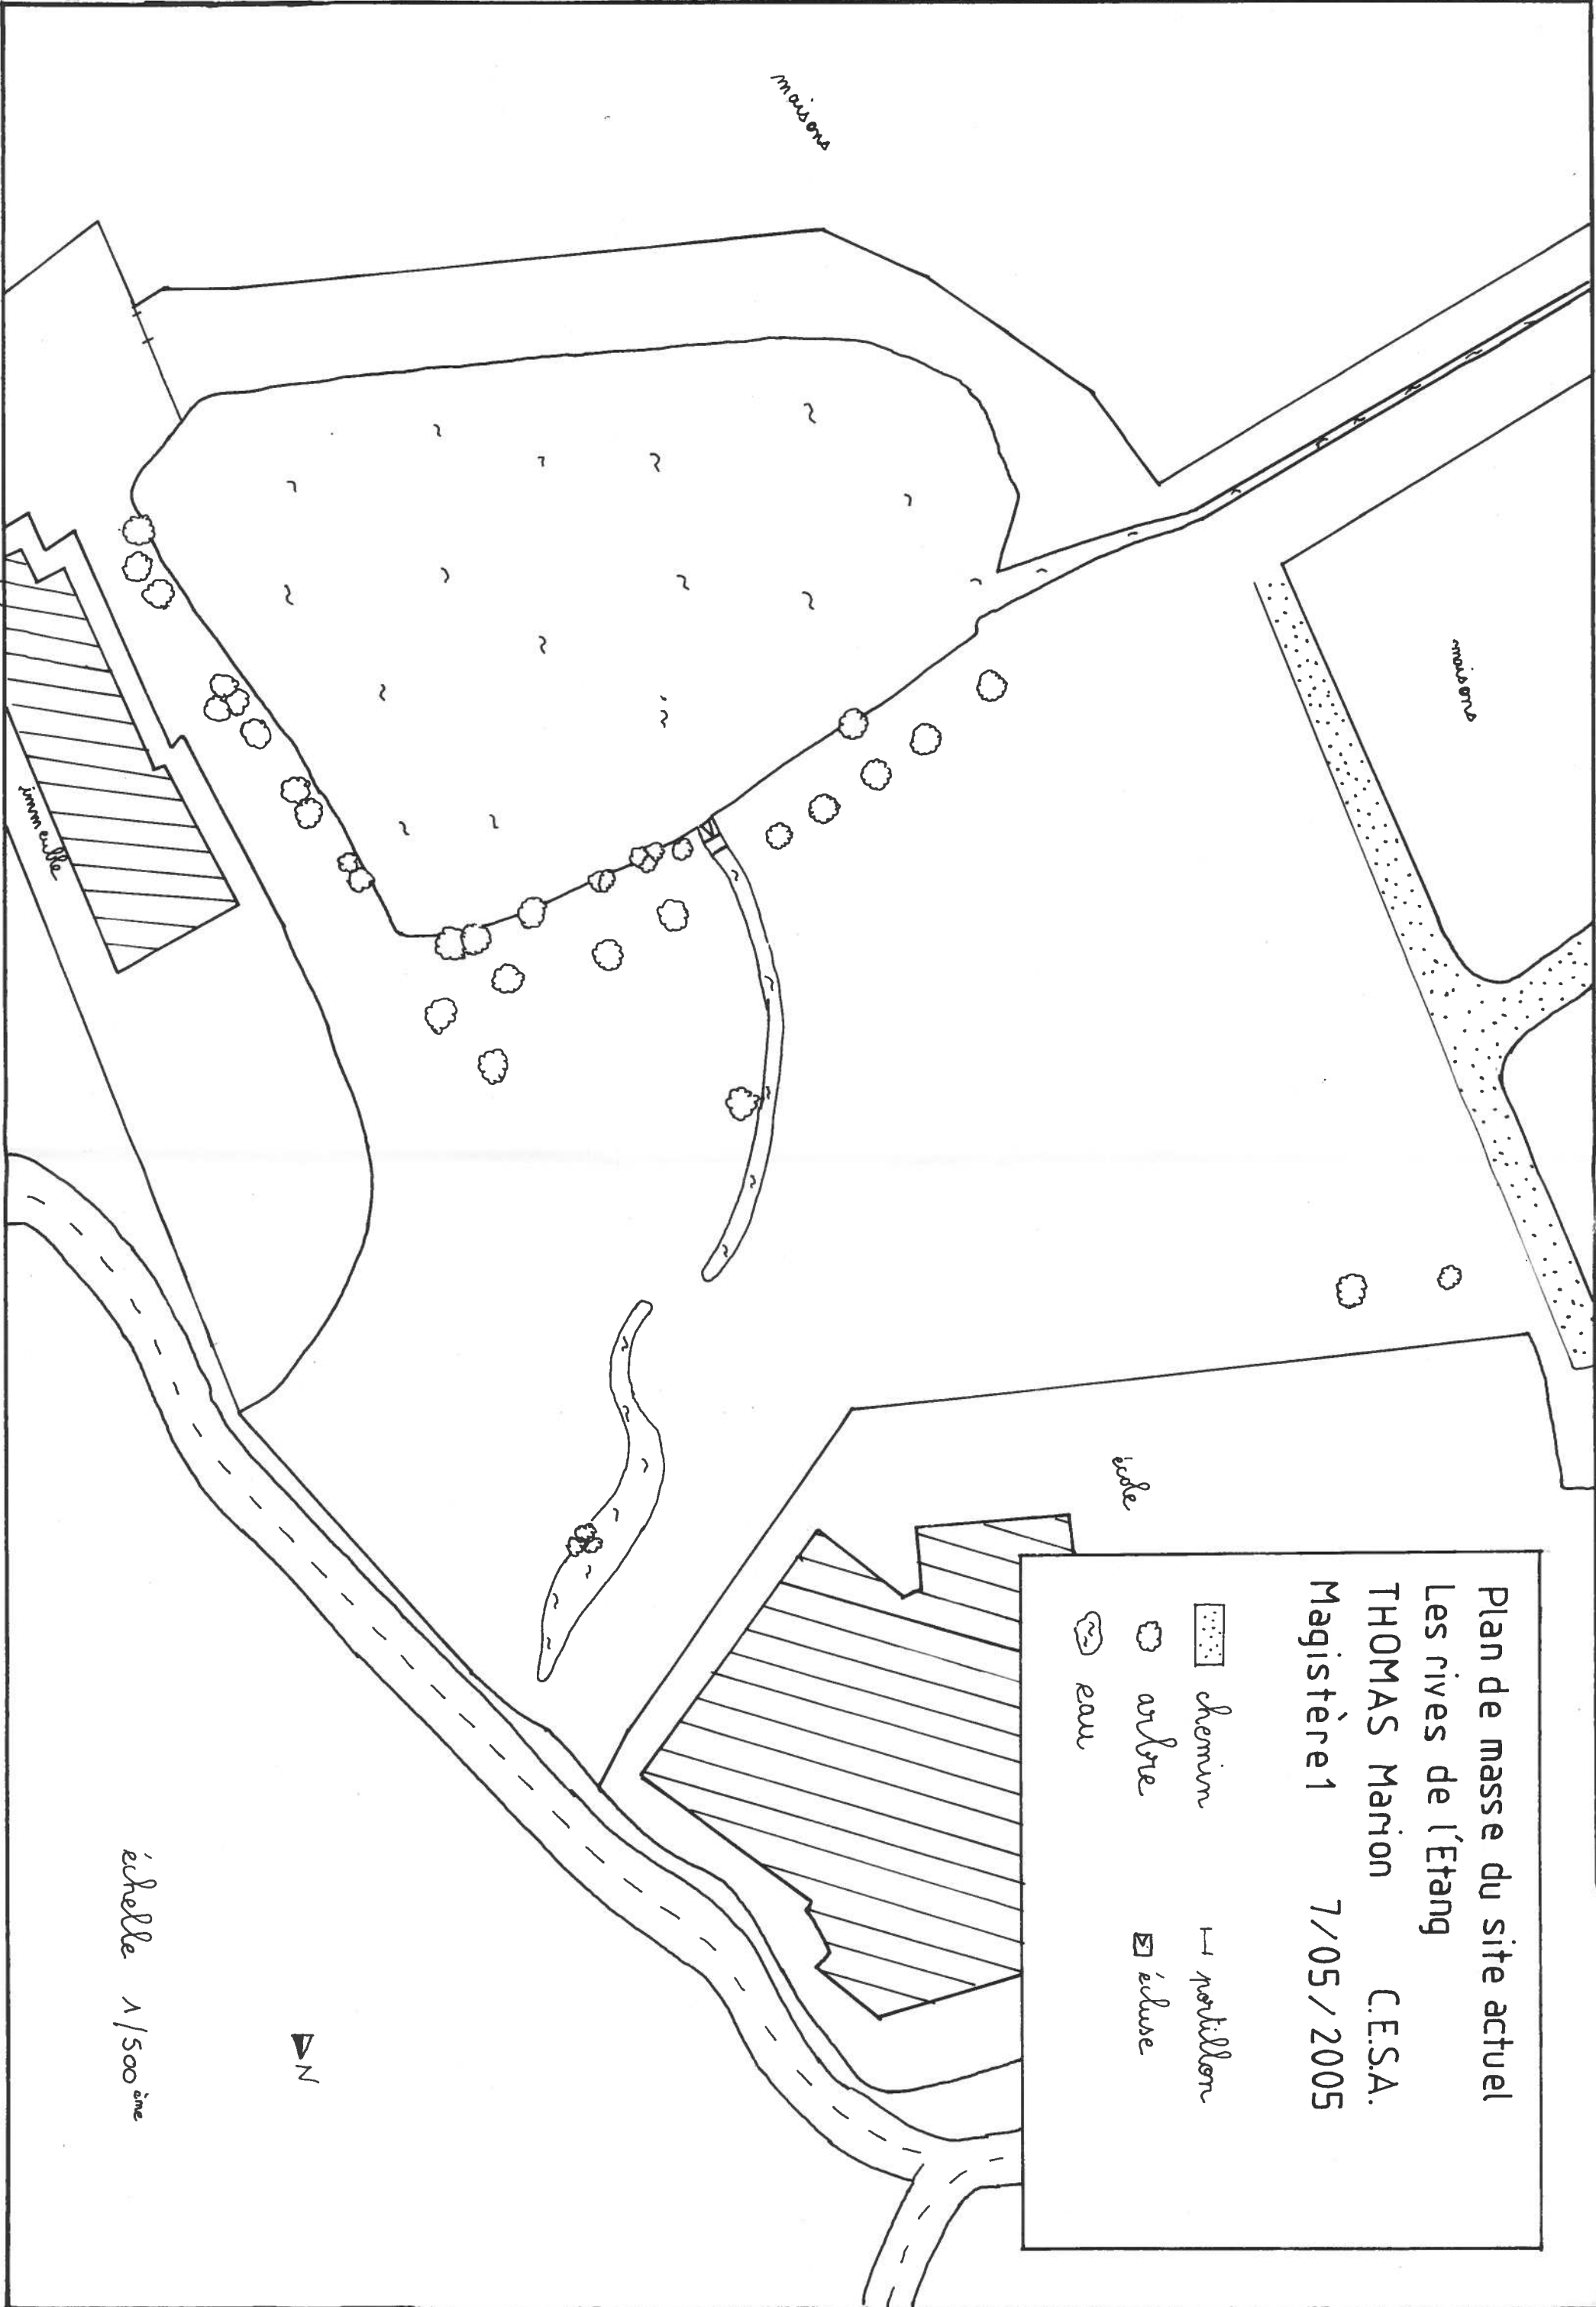 Plan de masse du site actuel
Les rives de l'Etang
THOMAS Marion C.E.S.A.
Magistère 1 7/05/2005
chemin
portillon
arbre
écluse
eau
maisons
maisons
école
immeuble
N
échelle 1/500ème